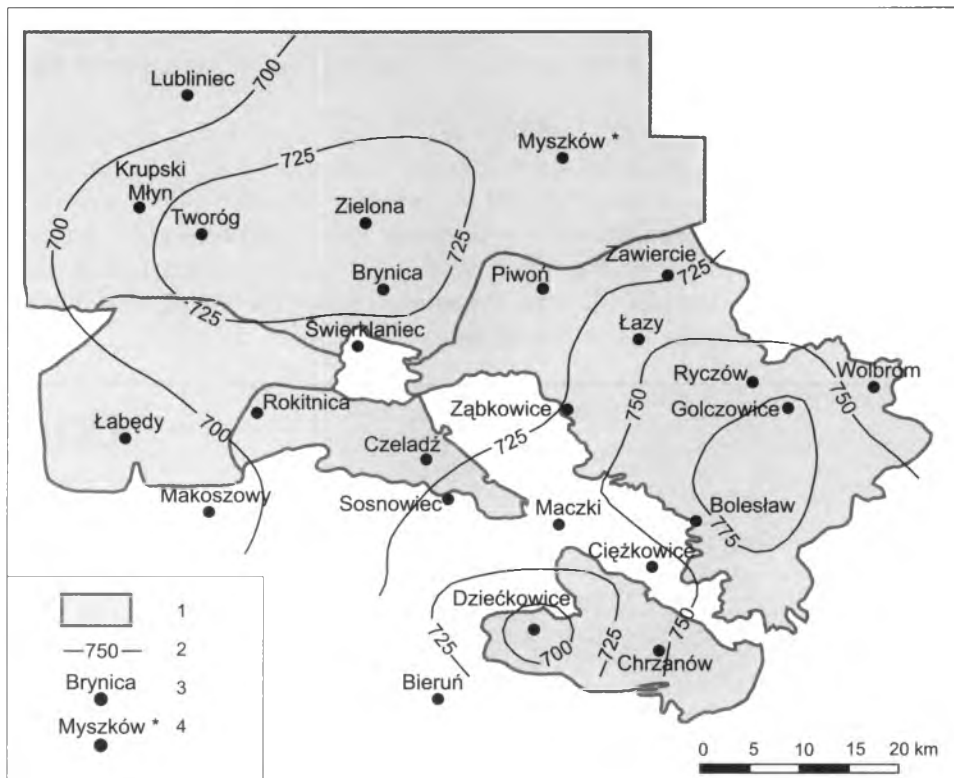 700
Lubliniec
Myszków *
725
Krupski
Młyn
Tworóg
Zielona
700
725
Zawiercie
725
Brynica
Piwoń
725
Świerklaniec
Łazy
Ryczów
Wolbrom
750
750
Golczowice
Rokitnica
Ząbkowice
Łabędy
700
725
Czeladź
Makoszowy
Sosnowiec
Maczki
Bolesław
775
Ciężkowice
Dziećkowice
725
725
750
700
Chrzanów
Bieruń
1
750
2
Brynica
3
Myszków *
4
0 5 10 15 20 km